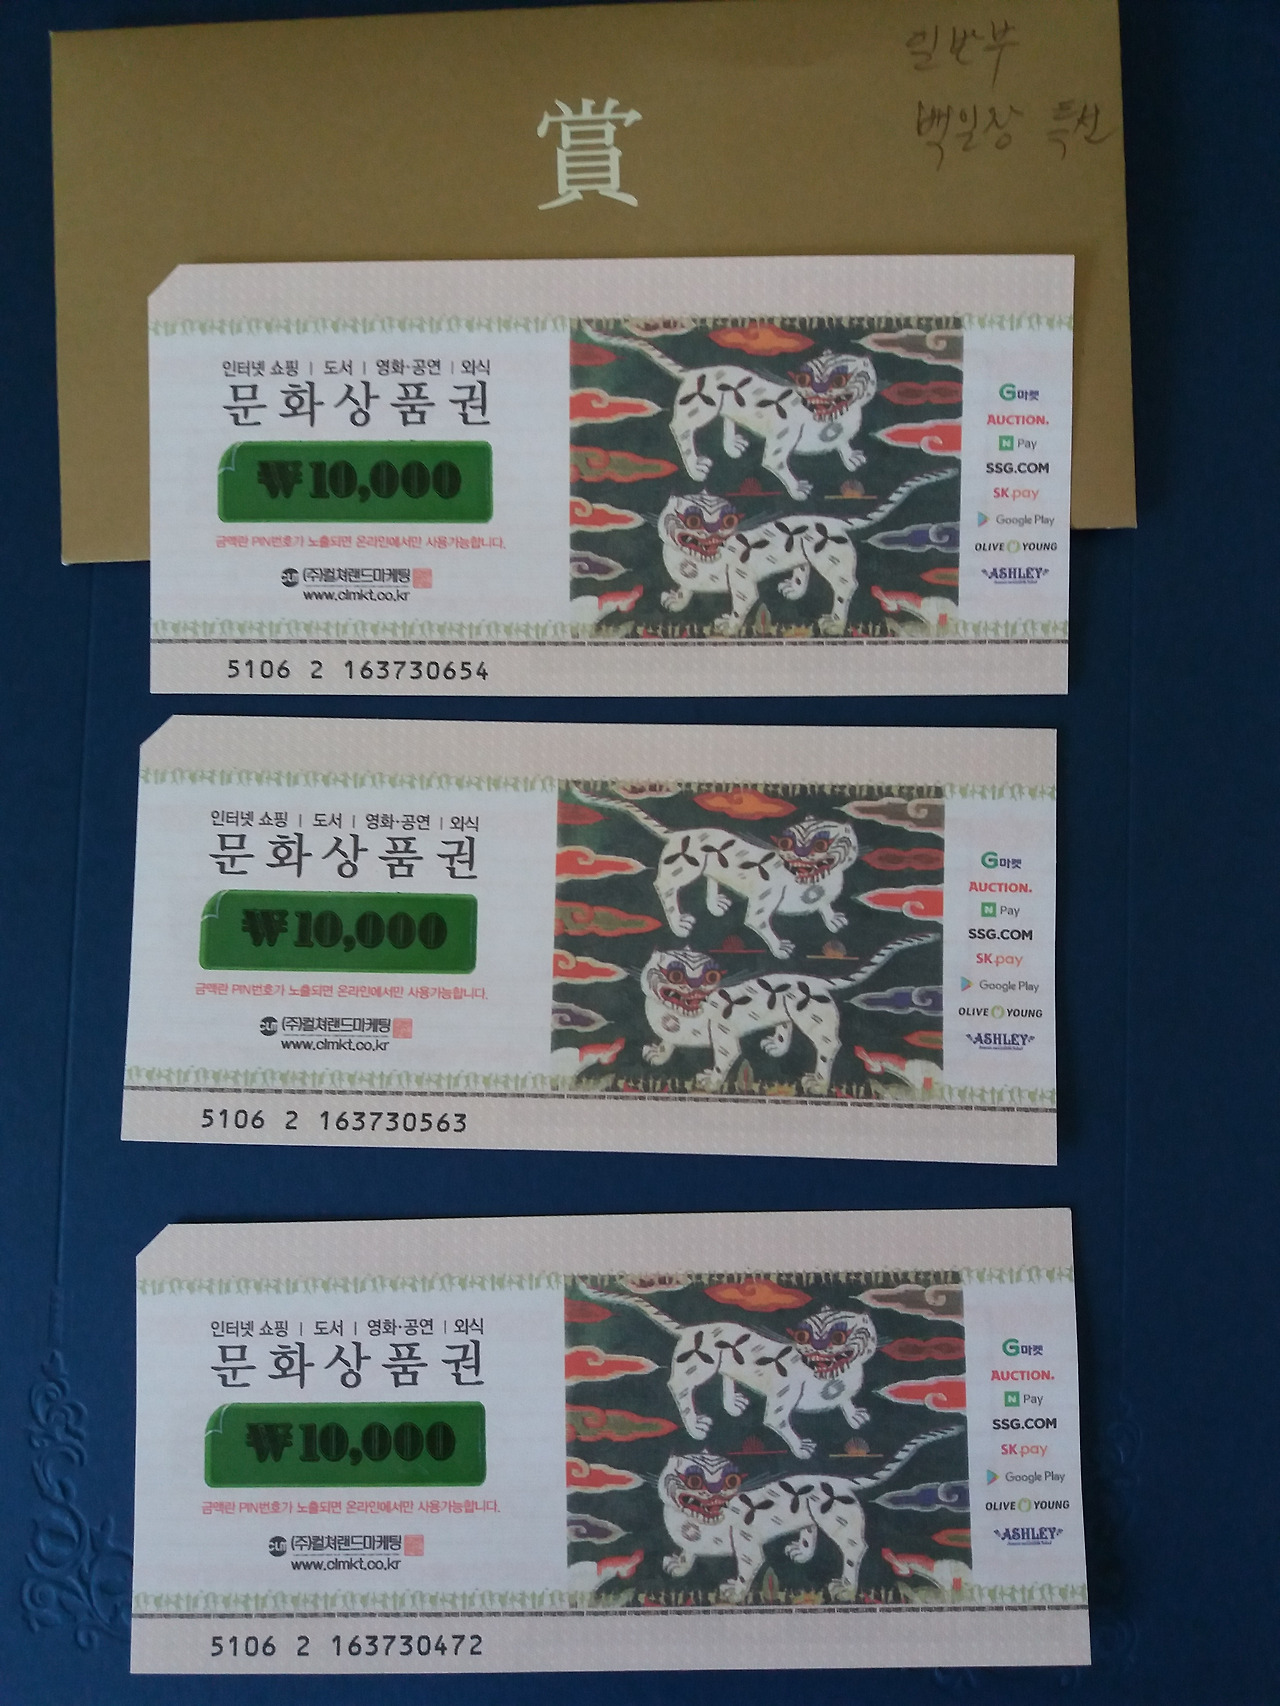 일반부
백일장 특선
賞
인터넷 쇼핑 | 도서 | 영화·공연 | 외식
문화상품권
₩10,000
금액란 PIN번호가 노출되면 온라인에서만 사용가능합니다.
(주)컬쳐랜드마케팅
www.clmkt.co.kr
G마켓
AUCTION.
N Pay
SSG.COM
SK pay
Google Play
OLIVE YOUNG
ASHLEY
5106 2 163730654
인터넷 쇼핑 | 도서 | 영화·공연 | 외식
문화상품권
₩10,000
금액란 PIN번호가 노출되면 온라인에서만 사용가능합니다.
(주)컬쳐랜드마케팅
www.clmkt.co.kr
G마켓
AUCTION.
N Pay
SSG.COM
SK pay
Google Play
OLIVE YOUNG
ASHLEY
5106 2 163730563
인터넷 쇼핑 | 도서 | 영화·공연 | 외식
문화상품권
₩10,000
금액란 PIN번호가 노출되면 온라인에서만 사용가능합니다.
(주)컬쳐랜드마케팅
www.clmkt.co.kr
G마켓
AUCTION.
N Pay
SSG.COM
SK pay
Google Play
OLIVE YOUNG
ASHLEY
5106 2 163730472